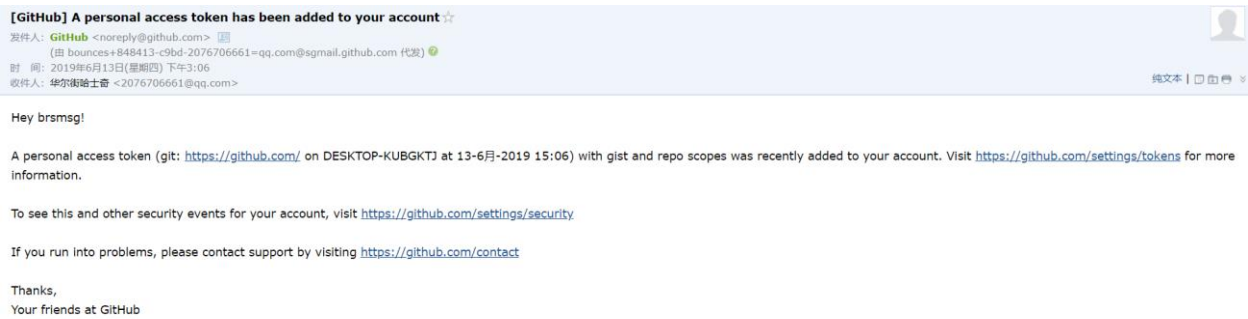 [GitHub] A personal access token has been added to your account
发件人: GitHub <noreply@github.com>
(由 bounces+848413-c9bd-2076706661=qq.com@sgmail.github.com 代发)
时 间: 2019年6月13日(星期四) 下午3:06
收件人: 华尔街哈士奇 <2076706661@qq.com>
纯文本 |
Hey brsmsg!
A personal access token (git: https://github.com/ on DESKTOP-KUBGKTJ at 13-6月-2019 15:06) with gist and repo scopes was recently added to your account. Visit https://github.com/settings/tokens for more
information.
To see this and other security events for your account, visit https://github.com/settings/security
If you run into problems, please contact support by visiting https://github.com/contact
Thanks,
Your friends at GitHub